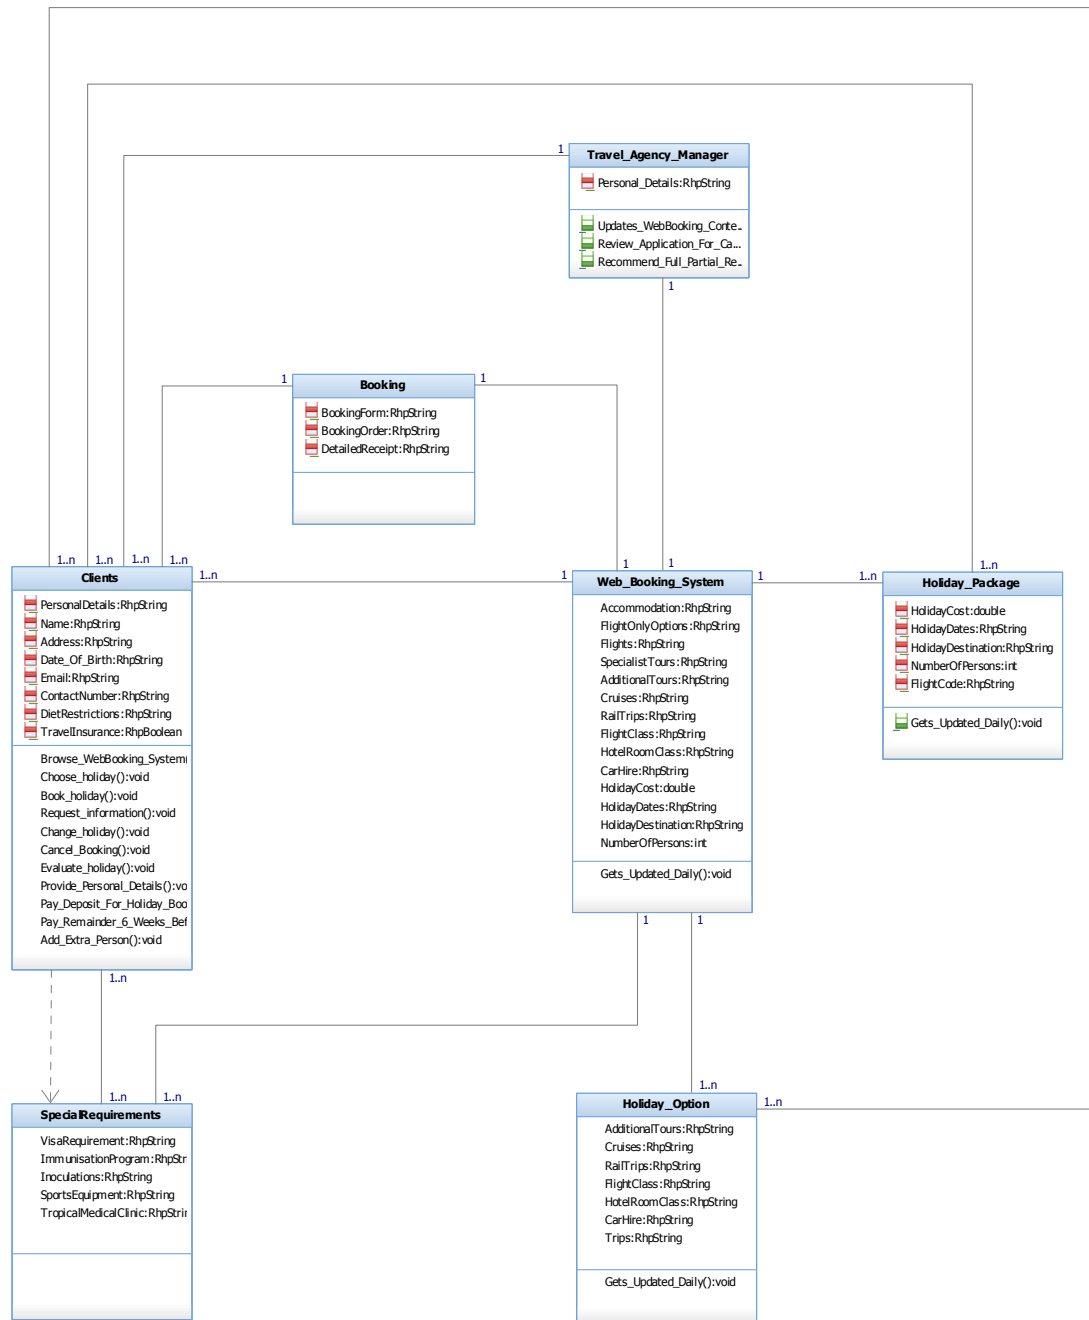 1
Travel_Agency_Manager
Personal_Details:RhpString
Updates_WebBooking_Conte..
Review_Application_For_Ca...
Recommend_Full_Partial_Re..
1
1
Booking
1
BookingForm:RhpString
BookingOrder:RhpString
DetailedReceipt:RhpString
1..n
1..n
1..n
1..n
1
1
1..n
Clients
1..n
1
Web_Booking_System
1
1..n
Holiday_Package
PersonalDetails:RhpString
Name:RhpString
Address:RhpString
Date_Of_Birth:RhpString
Email:RhpString
ContactNumber:RhpString
DietRestrictions:RhpString
TravelInsurance:RhpBoolean
Browse_WebBooking_System(
Choose_holiday():void
Book_holiday():void
Request_information():void
Change_holiday():void
Cancel_Booking():void
Evaluate_holiday():void
Provide_Personal_Details():vo
Pay_Deposit_For_Holiday_Boo
Pay_Remainder_6_Weeks_Bef
Add_Extra_Person():void
Accommodation:RhpString
FlightOnlyOptions:RhpString
Flights:RhpString
SpecialistTours:RhpString
AdditionalTours:RhpString
Cruises:RhpString
RailTrips:RhpString
FlightClass:RhpString
HotelRoomClass:RhpString
CarHire:RhpString
HolidayCost:double
HolidayDates:RhpString
HolidayDestination:RhpString
NumberOfPersons:int
Gets_Updated_Daily():void
HolidayCost:double
HolidayDates:RhpString
HolidayDestination:RhpString
NumberOfPersons:int
FlightCode:RhpString
Gets_Updated_Daily():void
1
1
1..n
1..n
1..n
1..n
SpecialRequirements
VisaRequirement:RhpString
ImmunisationProgram:RhpStr
Inoculations:RhpString
SportsEquipment:RhpString
TropicalMedicalClinic:RhpStrin
Holiday_Option
1..n
AdditionalTours:RhpString
Cruises:RhpString
RailTrips:RhpString
FlightClass:RhpString
HotelRoomClass:RhpString
CarHire:RhpString
Trips:RhpString
Gets_Updated_Daily():void